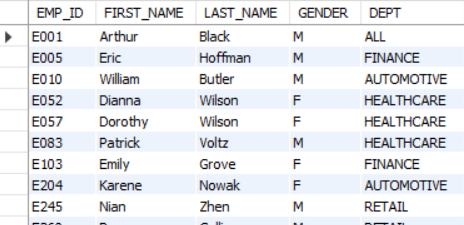 EMP_ID FIRST_NAME LAST_NAME GENDER DEPT
E001 Arthur Black M ALL
E005 Eric Hoffman M FINANCE
E010 William Butler M AUTOMOTIVE
E052 Dianna Wilson F HEALTHCARE
E057 Dorothy Wilson F HEALTHCARE
E083 Patrick Voltz M HEALTHCARE
E103 Emily Grove F FINANCE
E204 Karene Nowak F AUTOMOTIVE
E245 Nian Zhen M RETAIL